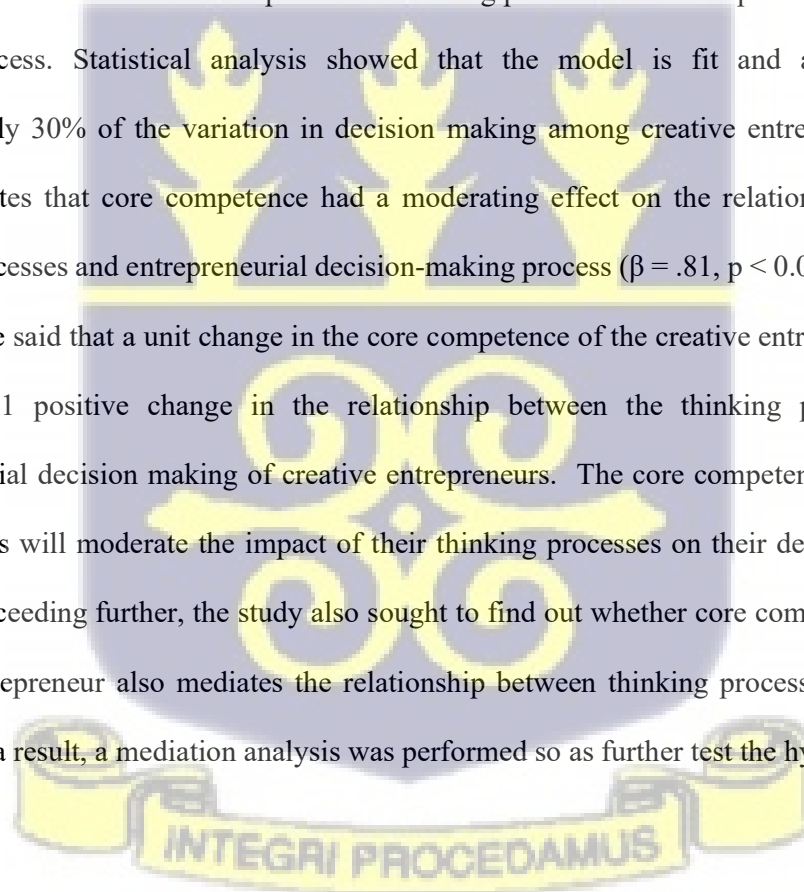 cess. Statistical analysis showed that the model is fit and a
ly 30% of the variation in decision making among creative entre
tes that core competence had a moderating effect on the relation
cesses and entrepreneurial decision-making process (β = .81, p < 0.0
e said that a unit change in the core competence of the creative entr
1 positive change in the relationship between the thinking p
ial decision making of creative entrepreneurs. The core competen
s will moderate the impact of their thinking processes on their de
ceeding further, the study also sought to find out whether core com
epreneur also mediates the relationship between thinking process
a result, a mediation analysis was performed so as further test the hy
INTEGRI PROCEDAMUS